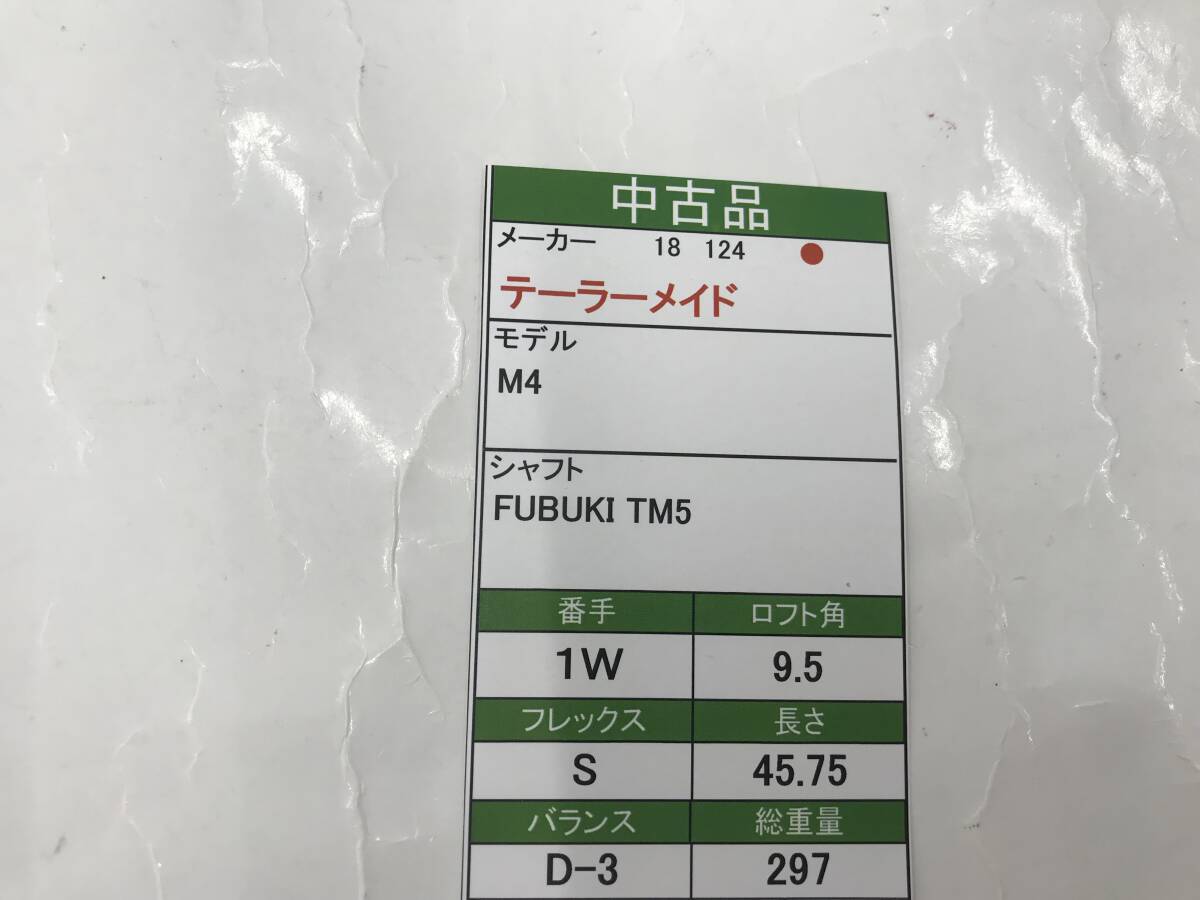 中古品
メーカー 18 124
テーラーメイド
モデル
M4
シャフト
FUBUKI TM5
番手 ロフト角
1W 9.5
フレックス 長さ
S 45.75
バランス 総重量
D-3 297